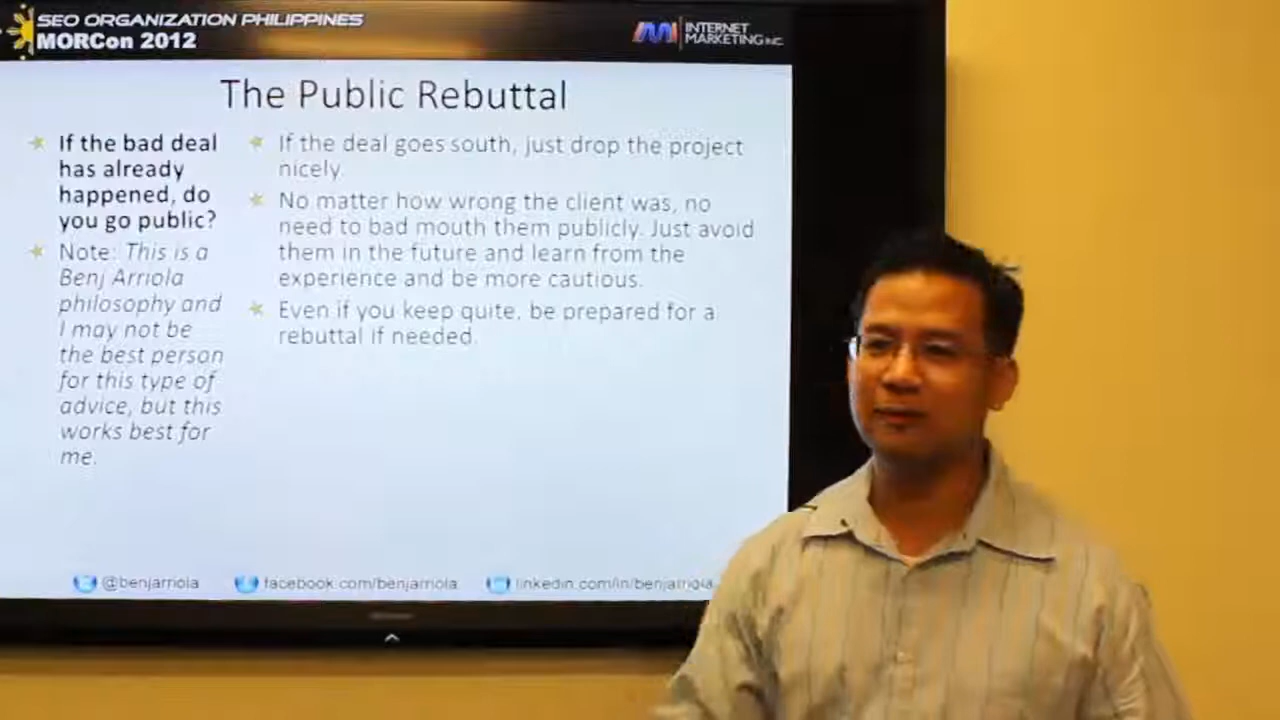 SEO ORGANIZATION PHILIPPINES
MORCon 2012
INTERNET
MARKETING INC.
The Public Rebuttal
If the bad deal
has already
happened, do
you go public?
Note: This is a
Benj Arriola
philosophy and
I may not be
the best person
for this type of
advice, but this
works best for
me.
If the deal goes south, just drop the project
nicely.
No matter how wrong the client was, no
need to bad mouth them publicly. Just avoid
them in the future and learn from the
experience and be more cautious.
Even if you keep quite, be prepared for a
rebuttal if needed.
@benjarriola
facebook.com/benjarriola
linkedin.com/in/benjarriola